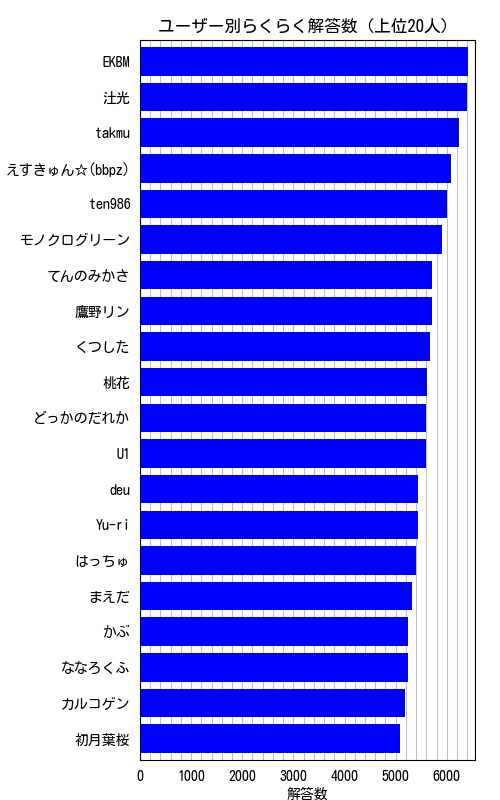 ユーザー別らくらく解答数（上位20人）
EKBM
汢光
takmu
えすきゅん☆(bbpz)
ten986
モノクログリーン
てんのみかさ
鷹野リン
くつした
桃花
どっかのだれか
U1
deu
Yu-ri
はっちゅ
まえだ
かぶ
ななろくふ
カルコゲン
初月葉桜
0 1000 2000 3000 4000 5000 6000
解答数